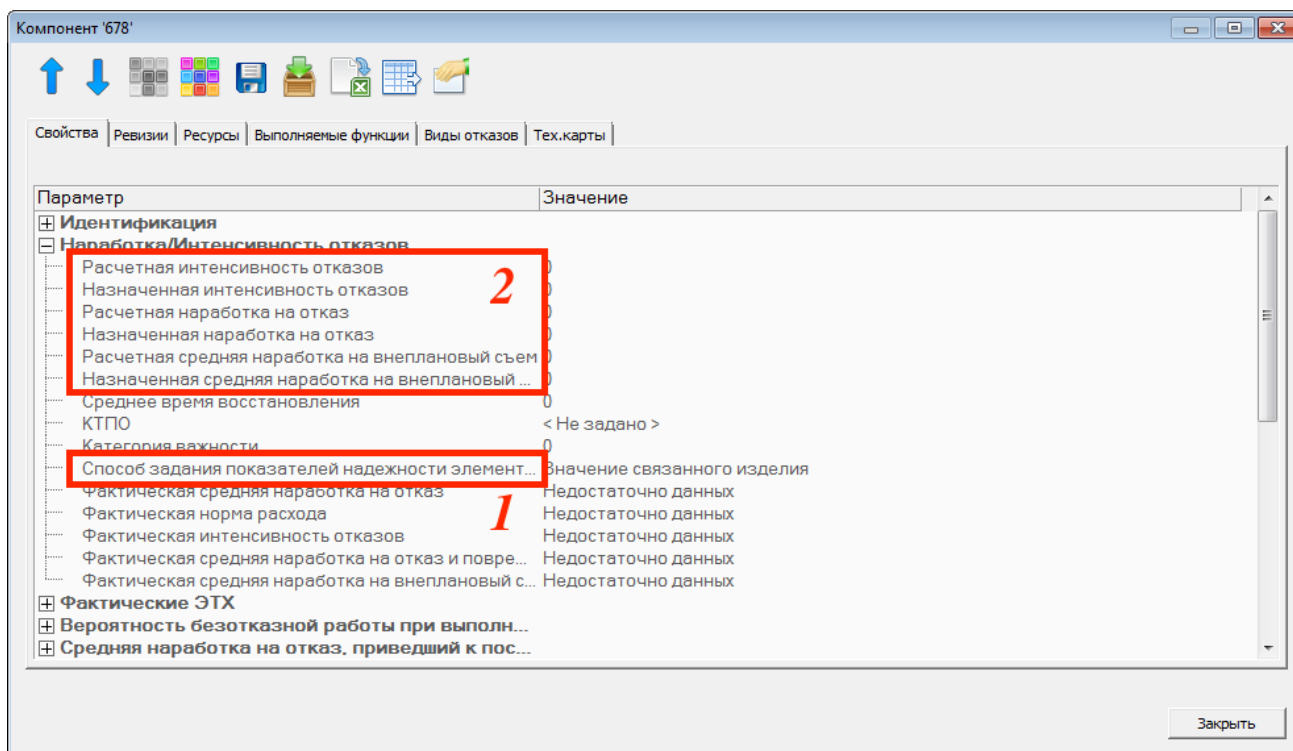 Компонент '678'
Свойства Ревизии Ресурсы Выполняемые функции Виды отказов Тех.карты
Параметр Значение
Идентификация
Наработка/Интенсивность отказов
Расчетная интенсивность отказов 0
Назначенная интенсивность отказов 0
2
Расчетная наработка на отказ 0
Назначенная наработка на отказ 0
Расчетная средняя наработка на внеплановый съем 0
Назначенная средняя наработка на внеплановый ... 0
Среднее время восстановления 0
КТПО < Не задано >
Категория важности 0
Способ задания показателей надежности элемент... Значение связанного изделия
Фактическая средняя наработка на отказ Недостаточно данных
1
Фактическая норма расхода Недостаточно данных
Фактическая интенсивность отказов Недостаточно данных
Фактическая средняя наработка на отказ и повре... Недостаточно данных
Фактическая средняя наработка на внеплановый с... Недостаточно данных
Фактические ЭТХ
Вероятность безотказной работы при выполн...
Средняя наработка на отказ, приведший к пос...
Закрыть